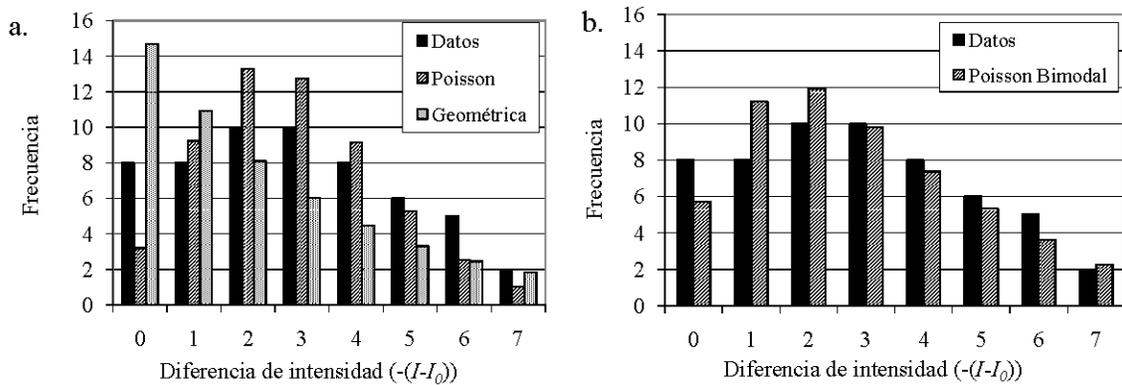 a.
16
14
12
10
8
6
4
2
0
Frecuencia
Datos
Poisson
Geométrica
0 1 2 3 4 5 6 7
Diferencia de intensidad (-(I-I₀))
b.
16
14
12
10
8
6
4
2
0
Frecuencia
Datos
Poisson Bimodal
0 1 2 3 4 5 6 7
Diferencia de intensidad (-(I-I₀))